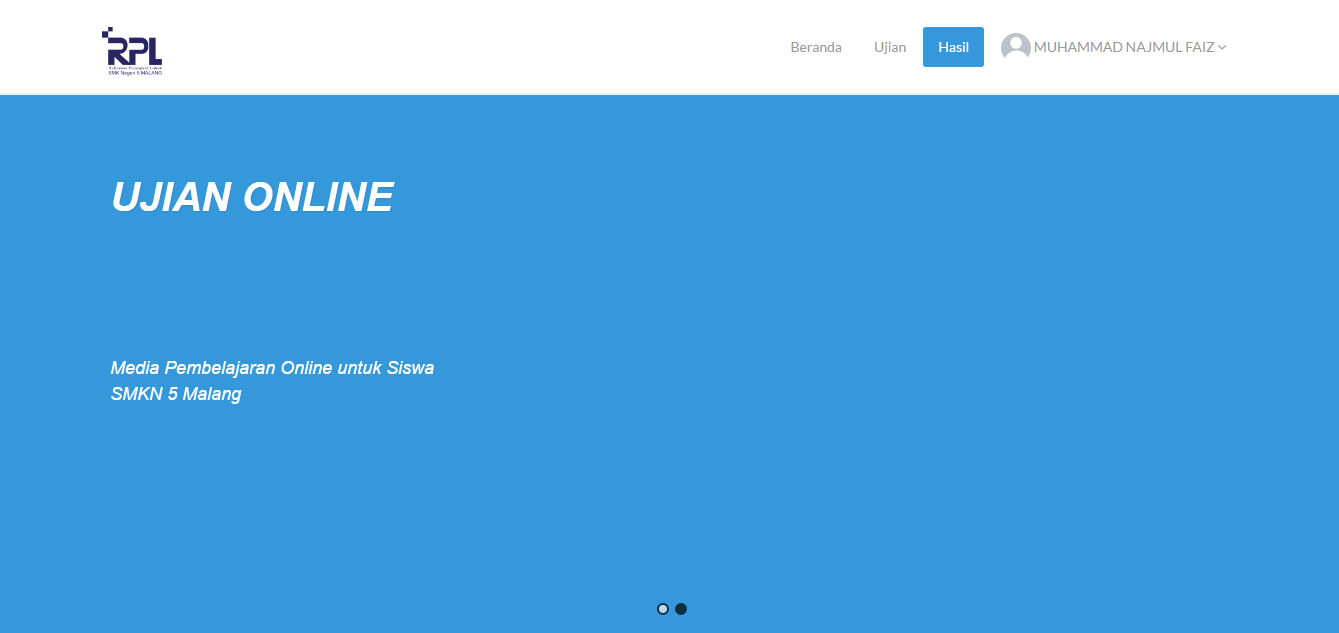 RPL
Rekayasa Perangkat Lunak
SMK Negeri 5 MALANG
Beranda
Ujian
Hasil
MUHAMMAD NAJMUL FAIZ
UJIAN ONLINE
Media Pembelajaran Online untuk Siswa
SMKN 5 Malang